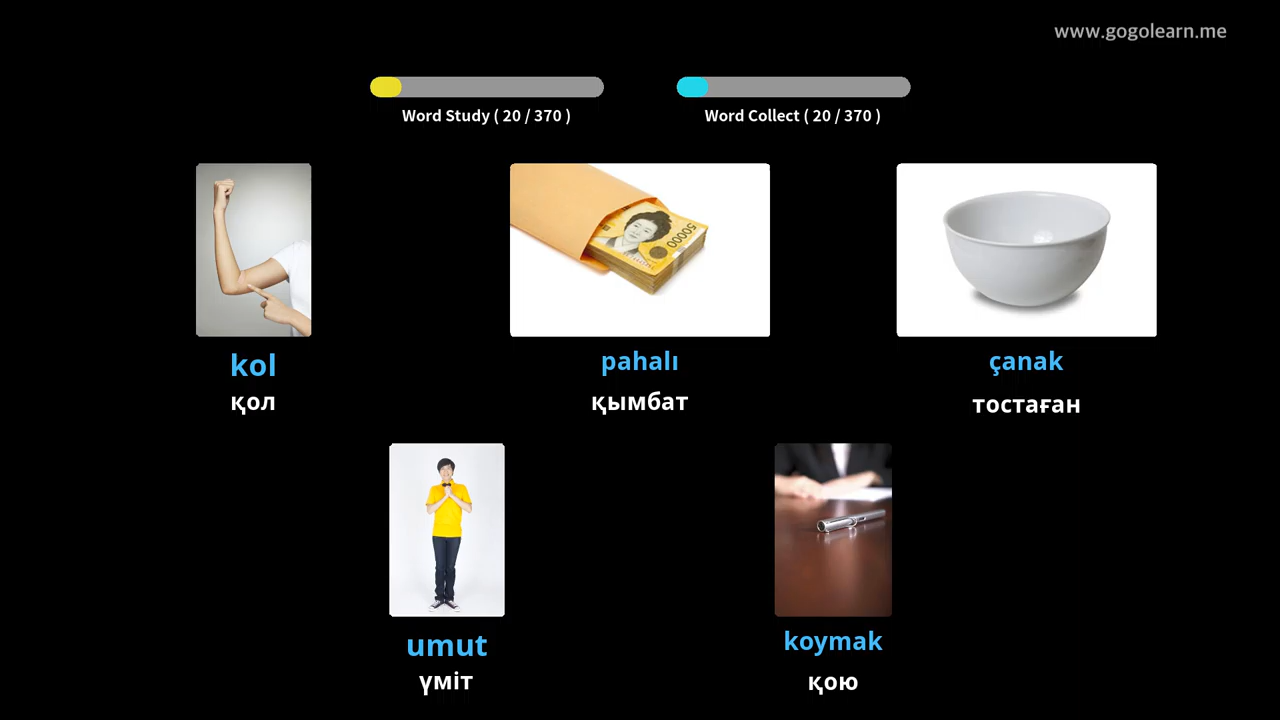 www.gogolearn.me
Word Study ( 20 / 370 )
Word Collect ( 20 / 370 )
50000
kol
қол
pahalı
қымбат
çanak
тостаған
umut
үміт
koymak
қою